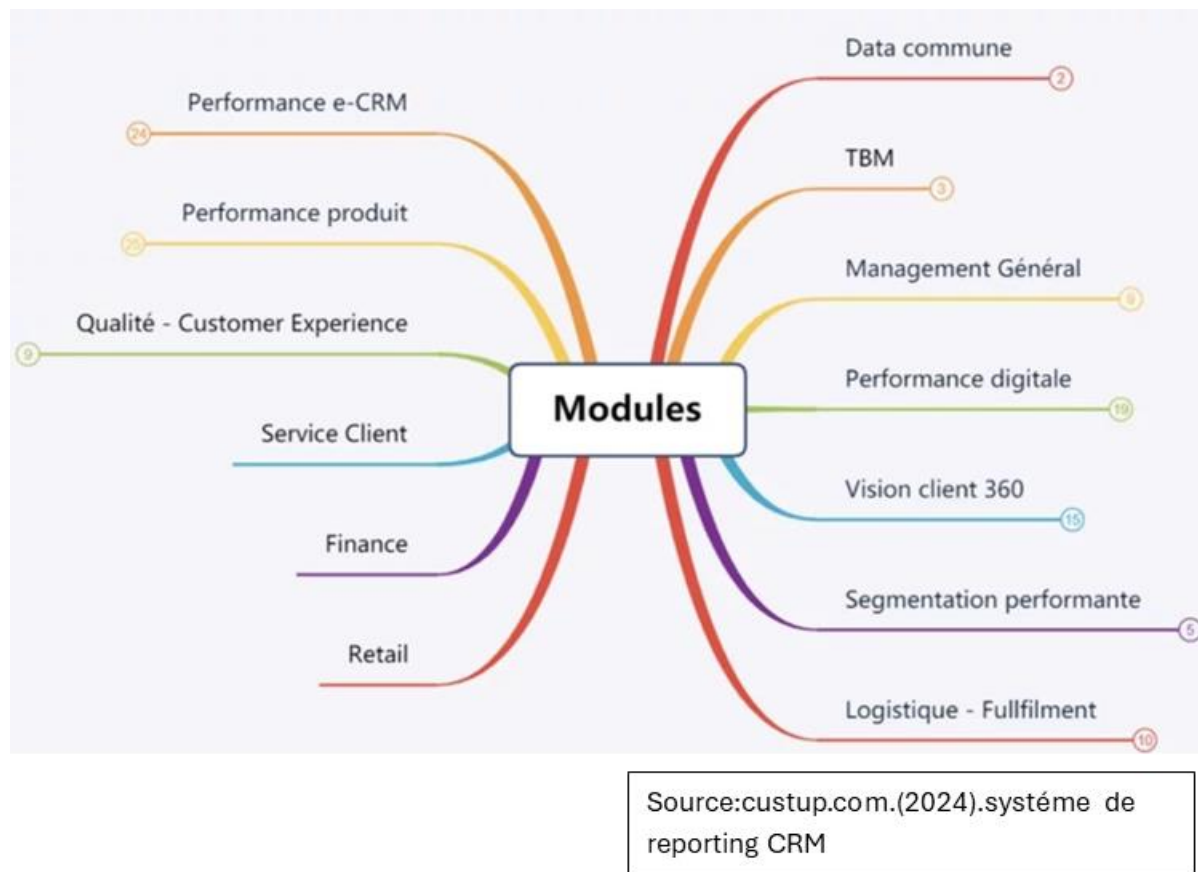 Data commune
2
Performance e-CRM
24
TBM
3
Performance produit
25
Management Général
9
Qualité - Customer Experience
9
Modules
Performance digitale
19
Service Client
Vision client 360
15
Finance
Segmentation performante
5
Retail
Logistique - Fullfilment
10
Source:custup.com.(2024).systéme de
reporting CRM